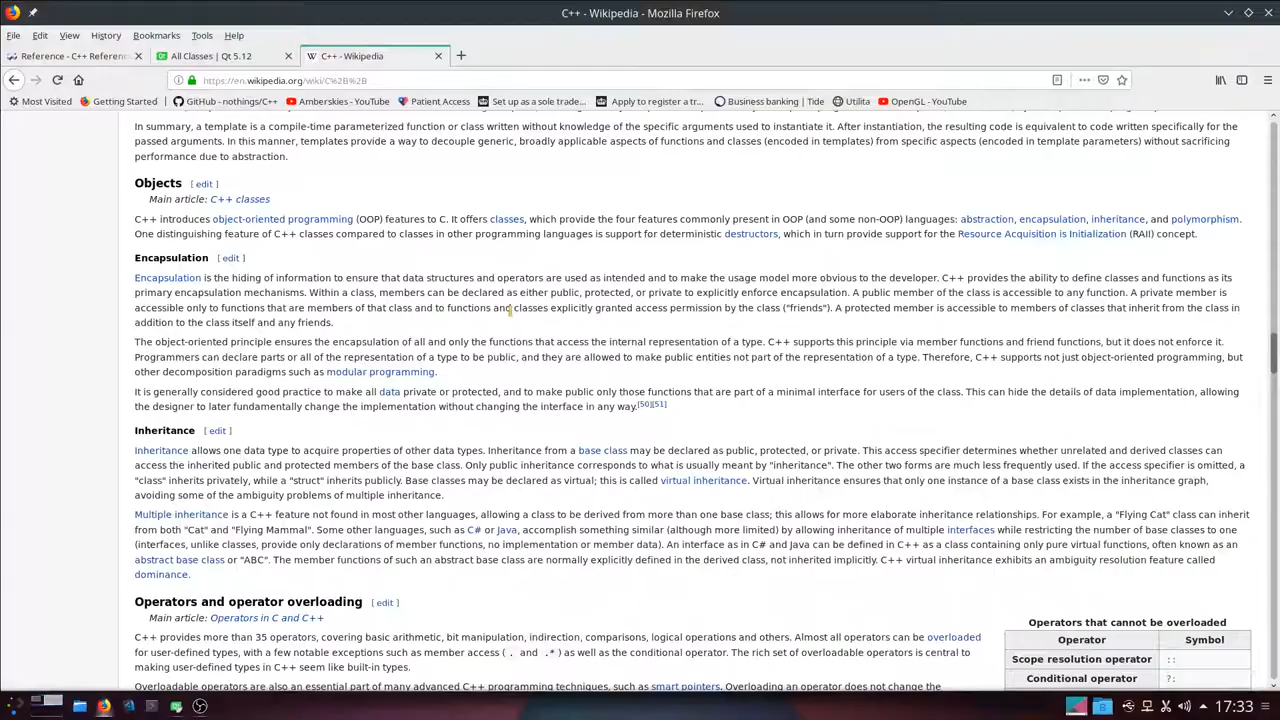 C++ - Wikipedia - Mozilla Firefox
File Edit View History Bookmarks Tools Help
Reference - C++ Referenc
All Classes | Qt 5.12
C++ - Wikipedia
https://en.wikipedia.org/wiki/C%2B%2B
Most Visited Getting Started GitHub - nothings/C++ Amberskies - YouTube Patient Access Set up as a sole trade... Apply to register a tr... Business banking | Tide Utilita OpenGL - YouTube
In summary, a template is a compile-time parameterized function or class written without knowledge of the specific arguments used to instantiate it. After instantiation, the resulting code is equivalent to code written specifically for the
passed arguments. In this manner, templates provide a way to decouple generic, broadly applicable aspects of functions and classes (encoded in templates) from specific aspects (encoded in template parameters) without sacrificing
performance due to abstraction.
Objects [ edit ]
Main article: C++ classes
C++ introduces object-oriented programming (OOP) features to C. It offers classes, which provide the four features commonly present in OOP (and some non-OOP) languages: abstraction, encapsulation, inheritance, and polymorphism.
One distinguishing feature of C++ classes compared to classes in other programming languages is support for deterministic destructors, which in turn provide support for the Resource Acquisition is Initialization (RAII) concept.
Encapsulation [ edit ]
Encapsulation is the hiding of information to ensure that data structures and operators are used as intended and to make the usage model more obvious to the developer. C++ provides the ability to define classes and functions as its
primary encapsulation mechanisms. Within a class, members can be declared as either public, protected, or private to explicitly enforce encapsulation. A public member of the class is accessible to any function. A private member is
accessible only to functions that are members of that class and to functions and classes explicitly granted access permission by the class ("friends"). A protected member is accessible to members of classes that inherit from the class in
addition to the class itself and any friends.
The object-oriented principle ensures the encapsulation of all and only the functions that access the internal representation of a type. C++ supports this principle via member functions and friend functions, but it does not enforce it.
Programmers can declare parts or all of the representation of a type to be public, and they are allowed to make public entities not part of the representation of a type. Therefore, C++ supports not just object-oriented programming, but
other decomposition paradigms such as modular programming.
It is generally considered good practice to make all data private or protected, and to make public only those functions that are part of a minimal interface for users of the class. This can hide the details of data implementation, allowing
the designer to later fundamentally change the implementation without changing the interface in any way.[50][51]
Inheritance [ edit ]
Inheritance allows one data type to acquire properties of other data types. Inheritance from a base class may be declared as public, protected, or private. This access specifier determines whether unrelated and derived classes can
access the inherited public and protected members of the base class. Only public inheritance corresponds to what is usually meant by "inheritance". The other two forms are much less frequently used. If the access specifier is omitted, a
"class" inherits privately, while a "struct" inherits publicly. Base classes may be declared as virtual; this is called virtual inheritance. Virtual inheritance ensures that only one instance of a base class exists in the inheritance graph,
avoiding some of the ambiguity problems of multiple inheritance.
Multiple inheritance is a C++ feature not found in most other languages, allowing a class to be derived from more than one base class; this allows for more elaborate inheritance relationships. For example, a "Flying Cat" class can inherit
from both "Cat" and "Flying Mammal". Some other languages, such as C# or Java, accomplish something similar (although more limited) by allowing inheritance of multiple interfaces while restricting the number of base classes to one
(interfaces, unlike classes, provide only declarations of member functions, no implementation or member data). An interface as in C# and Java can be defined in C++ as a class containing only pure virtual functions, often known as an
abstract base class or "ABC". The member functions of such an abstract base class are normally explicitly defined in the derived class, not inherited implicitly. C++ virtual inheritance exhibits an ambiguity resolution feature called
dominance.
Operators and operator overloading [ edit ]
Main article: Operators in C and C++
C++ provides more than 35 operators, covering basic arithmetic, bit manipulation, indirection, comparisons, logical operations and others. Almost all operators can be overloaded
for user-defined types, with a few notable exceptions such as member access (. and .*) as well as the conditional operator. The rich set of overloadable operators is central to
making user-defined types in C++ seem like built-in types.
Overloadable operators are also an essential part of many advanced C++ programming techniques, such as smart pointers. Overloading an operator does not change the
Operators that cannot be overloaded
Operator Symbol
Scope resolution operator ::
Conditional operator ?:
17:33